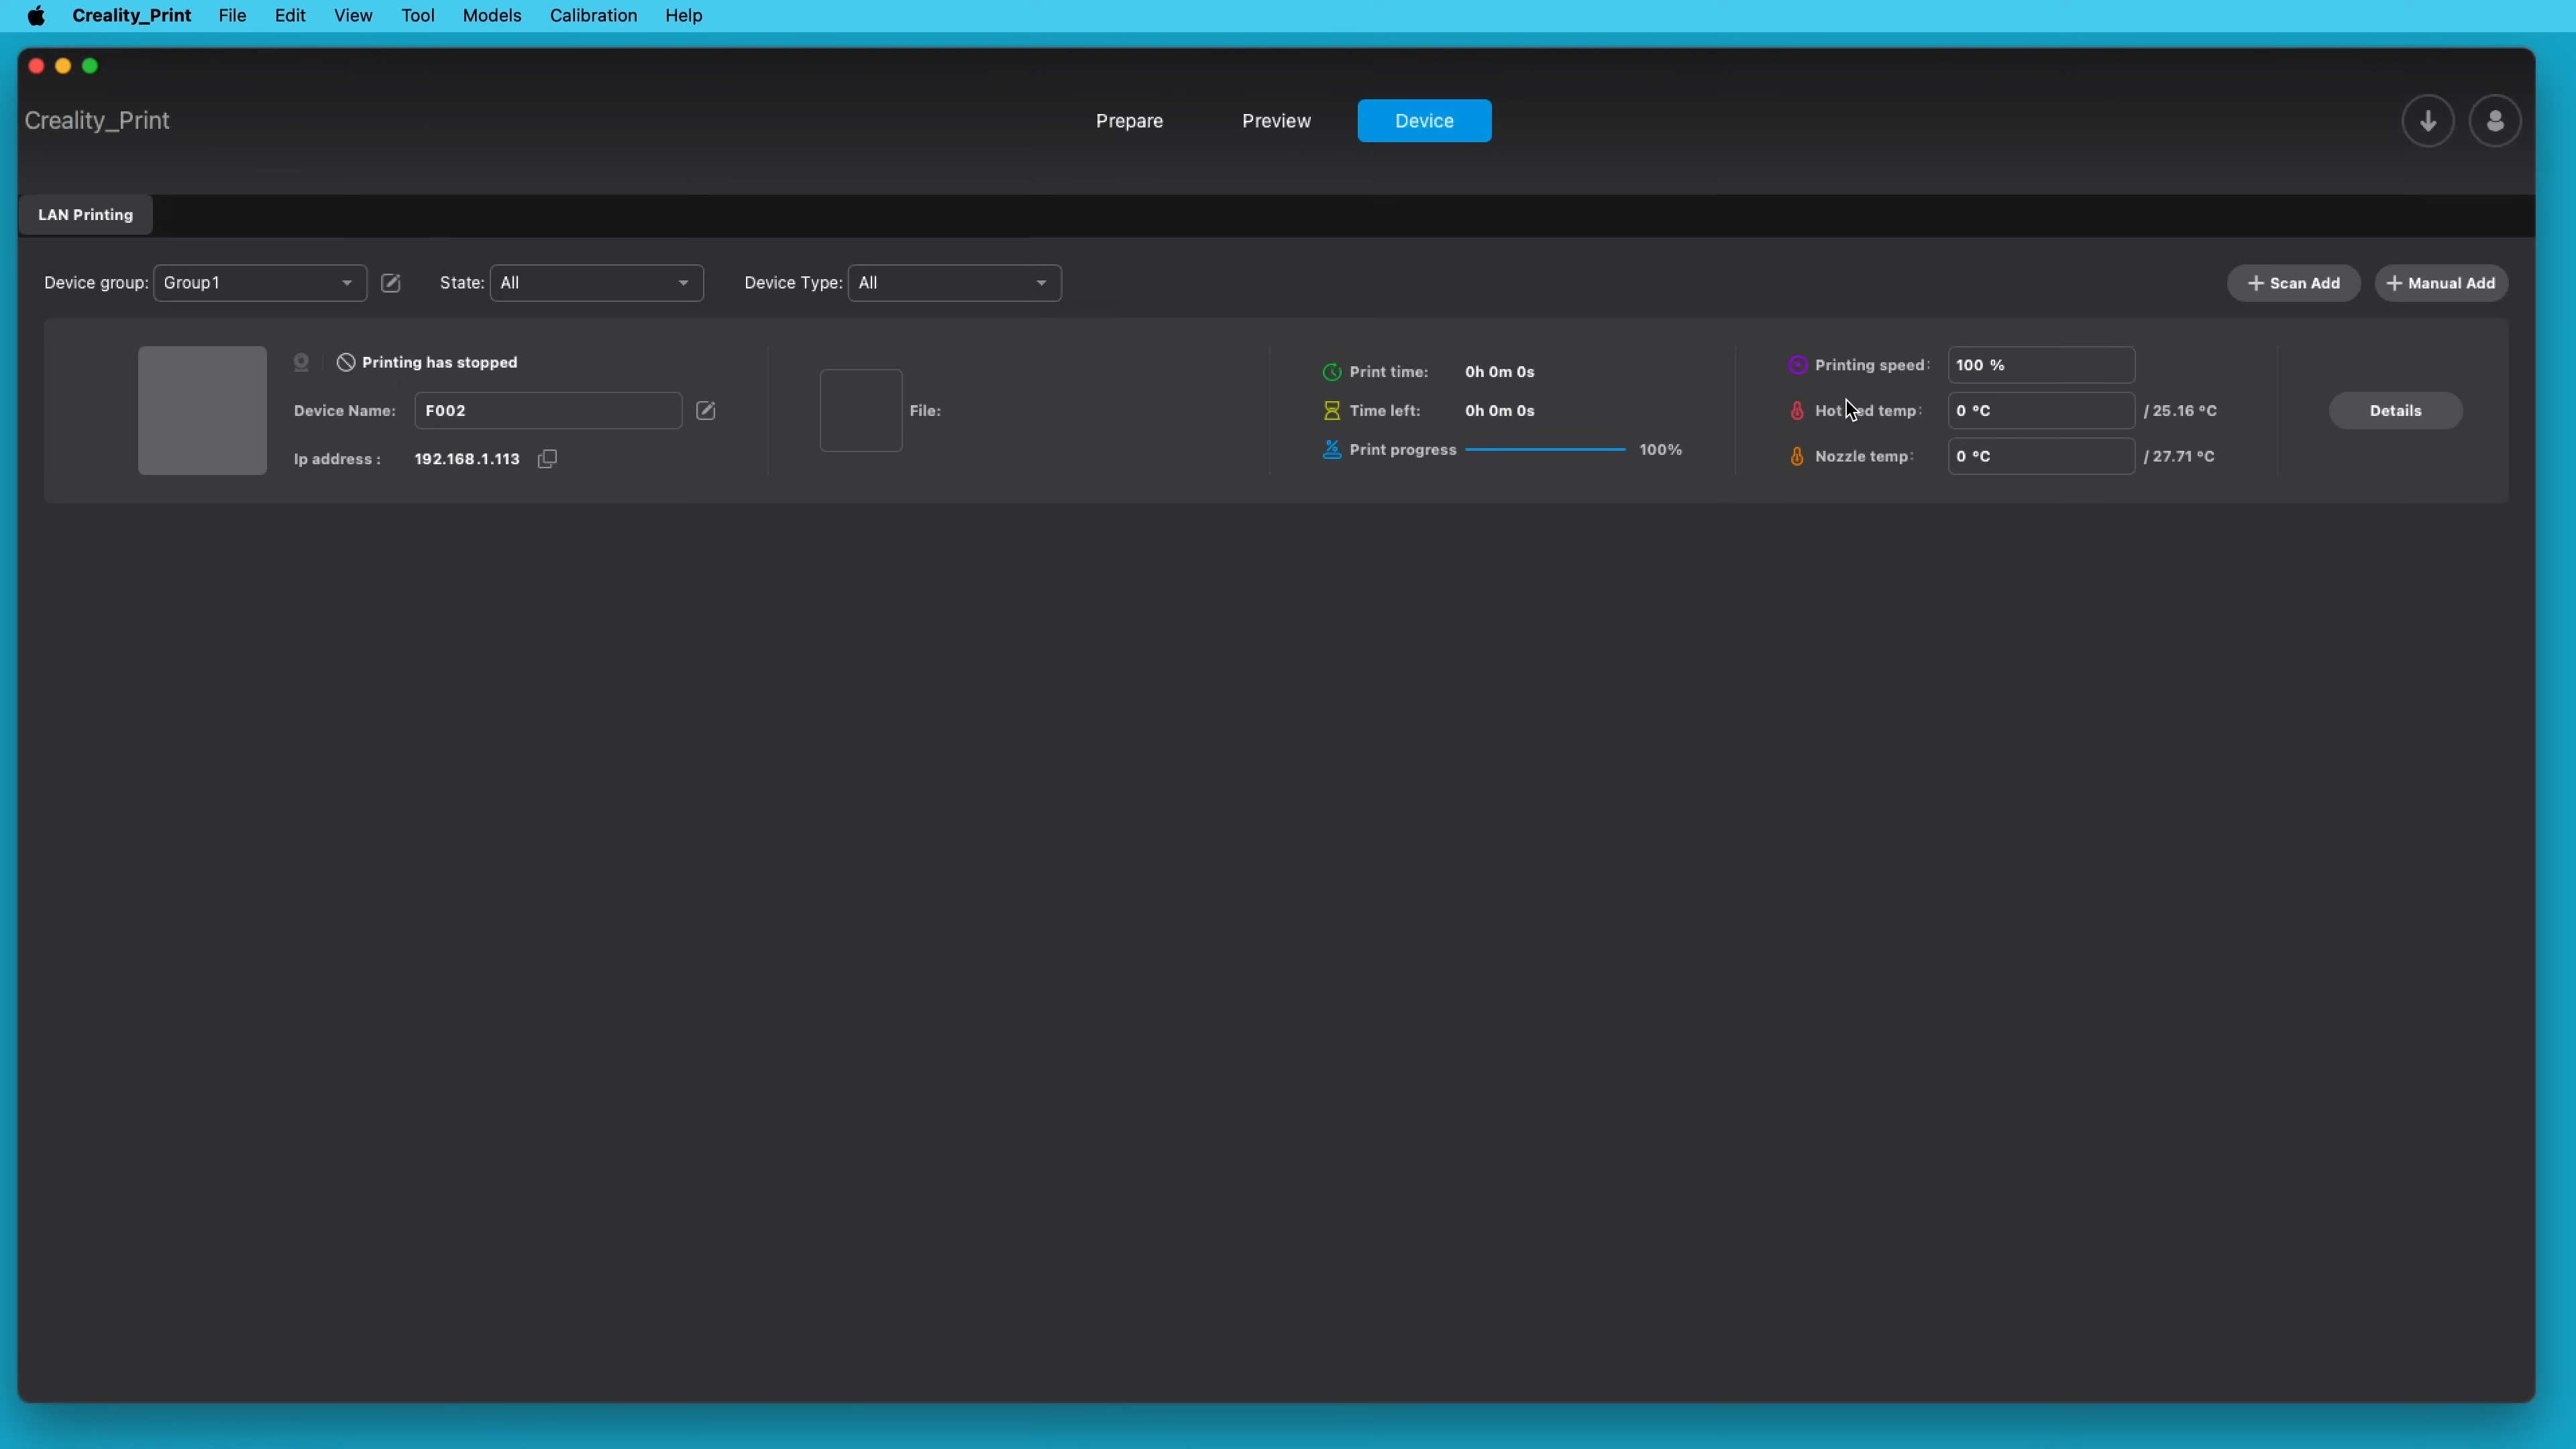 Creality_Print File Edit View Tool Models Calibration Help
Creality_Print
Prepare Preview Device
LAN Printing
Device group: Group1 State: All Device Type: All + Scan Add + Manual Add
Printing has stopped
Device Name: F002
Ip address : 192.168.1.113
File:
Print time: 0h 0m 0s
Time left: 0h 0m 0s
Print progress 100%
Printing speed: 100 %
temp: 0 °C / 25.16 °C
Nozzle temp: 0 °C / 27.71 °C
Details